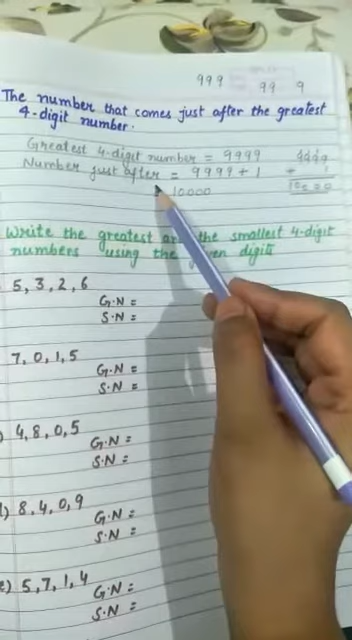 999 99 9
The number that comes just after the greatest
4-digit number.
Greatest 4-digit number = 9999
Number just after = 9999 + 1
10000
9999
+ 1
10000
Write the greatest and the smallest 4-digit
numbers using the given digits
5, 3, 2, 6
G.N =
S.N =
7, 0, 1, 5
G.N =
S.N =
) 4, 8, 0, 5
G.N =
S.N =
d) 8, 4, 0, 9
G.N =
S.N =
e) 5, 7, 1, 4
G.N =
S.N =